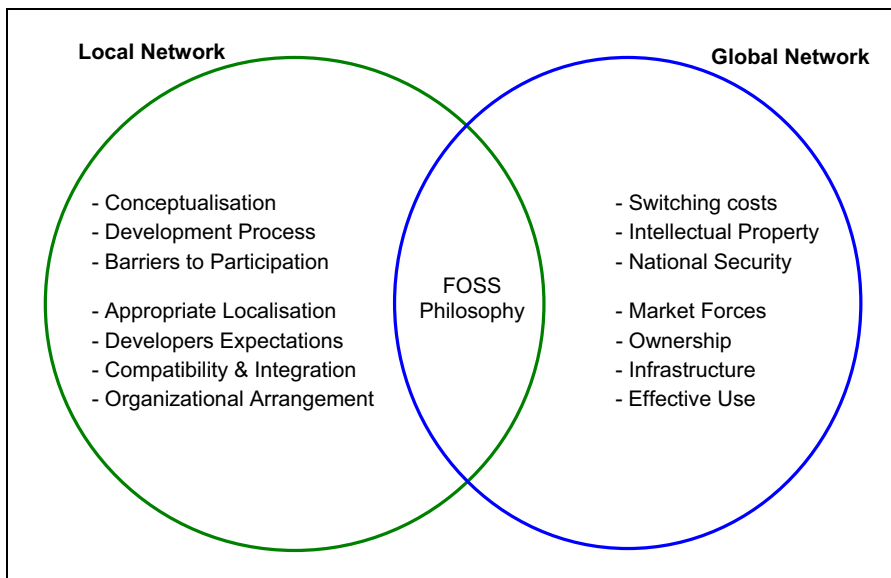 Local Network
Global Network
- Conceptualisation
- Development Process
- Barriers to Participation
- Appropriate Localisation
- Developers Expectations
- Compatibility & Integration
- Organizational Arrangement
FOSS
Philosophy
- Switching costs
- Intellectual Property
- National Security
- Market Forces
- Ownership
- Infrastructure
- Effective Use